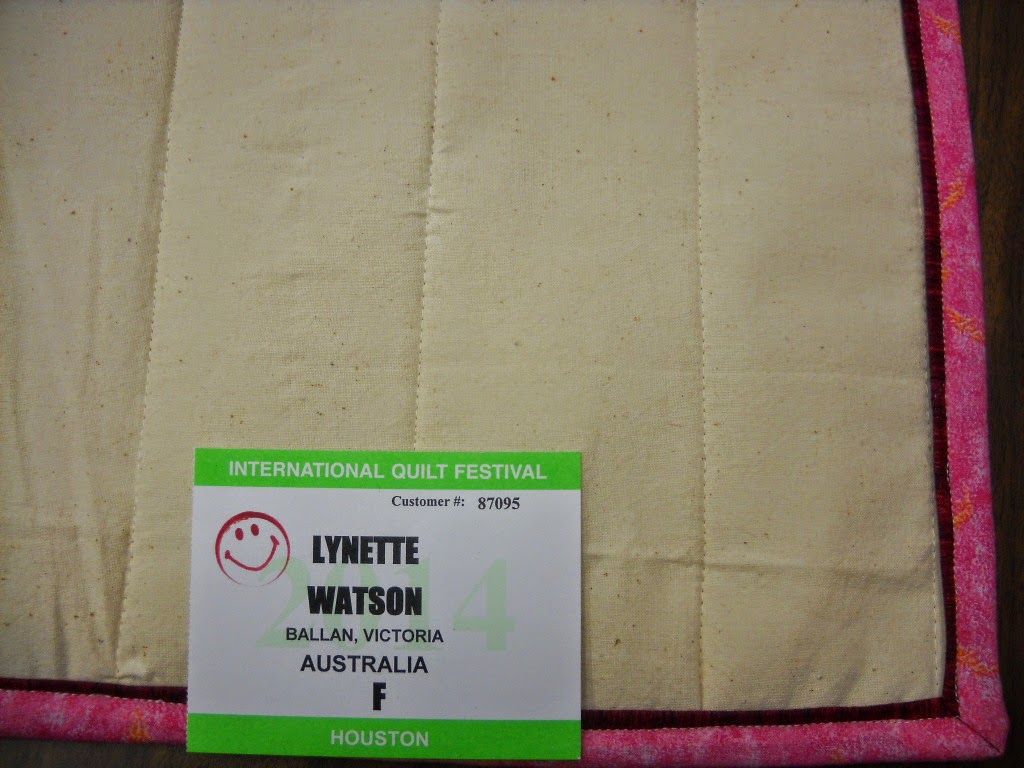 INTERNATIONAL QUILT FESTIVAL
Customer #: 87095
LYNETTE
WATSON
2014
BALLAN, VICTORIA
AUSTRALIA
F
HOUSTON